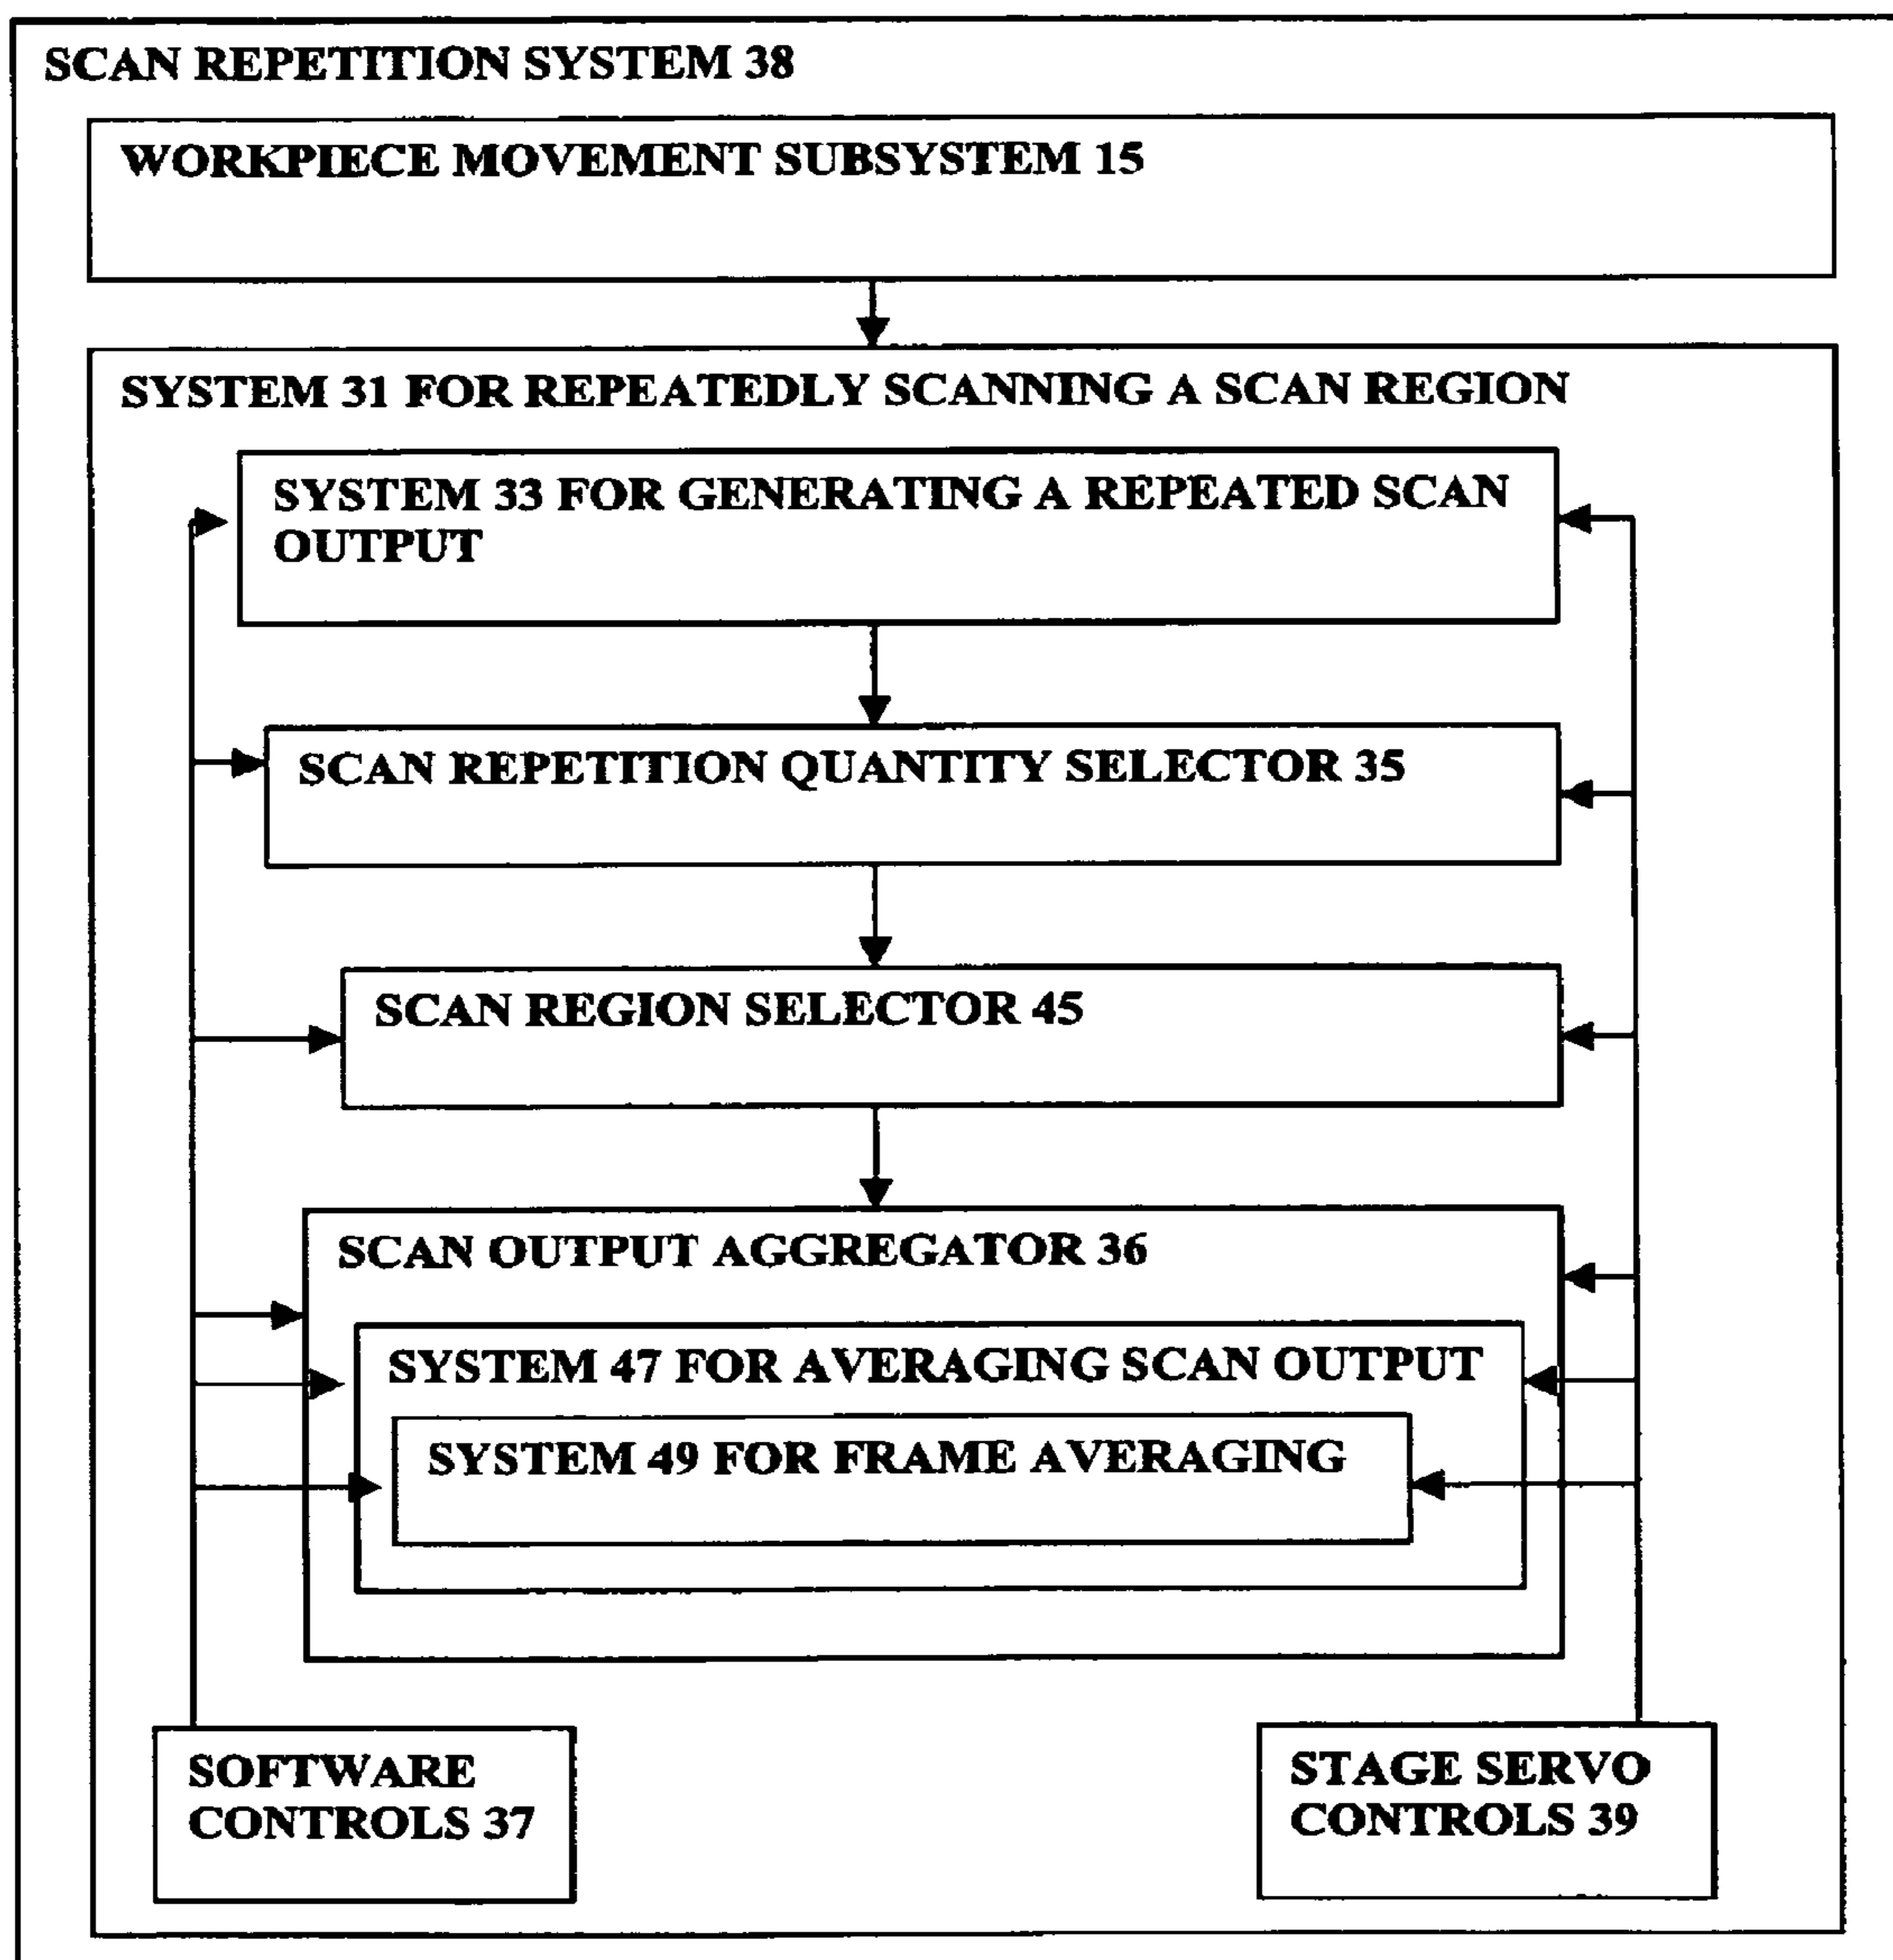 SCAN REPETITION SYSTEM 38
WORKPIECE MOVEMENT SUBSYSTEM 15
SYSTEM 31 FOR REPEATEDLY SCANNING A SCAN REGION
SYSTEM 33 FOR GENERATING A REPEATED SCAN
OUTPUT
SCAN REPETITION QUANTITY SELECTOR 35
SCAN REGION SELECTOR 45
SCAN OUTPUT AGGREGATOR 36
SYSTEM 47 FOR AVERAGING SCAN OUTPUT
SYSTEM 49 FOR FRAME AVERAGING
SOFTWARE
CONTROLS 37
STAGE SERVO
CONTROLS 39